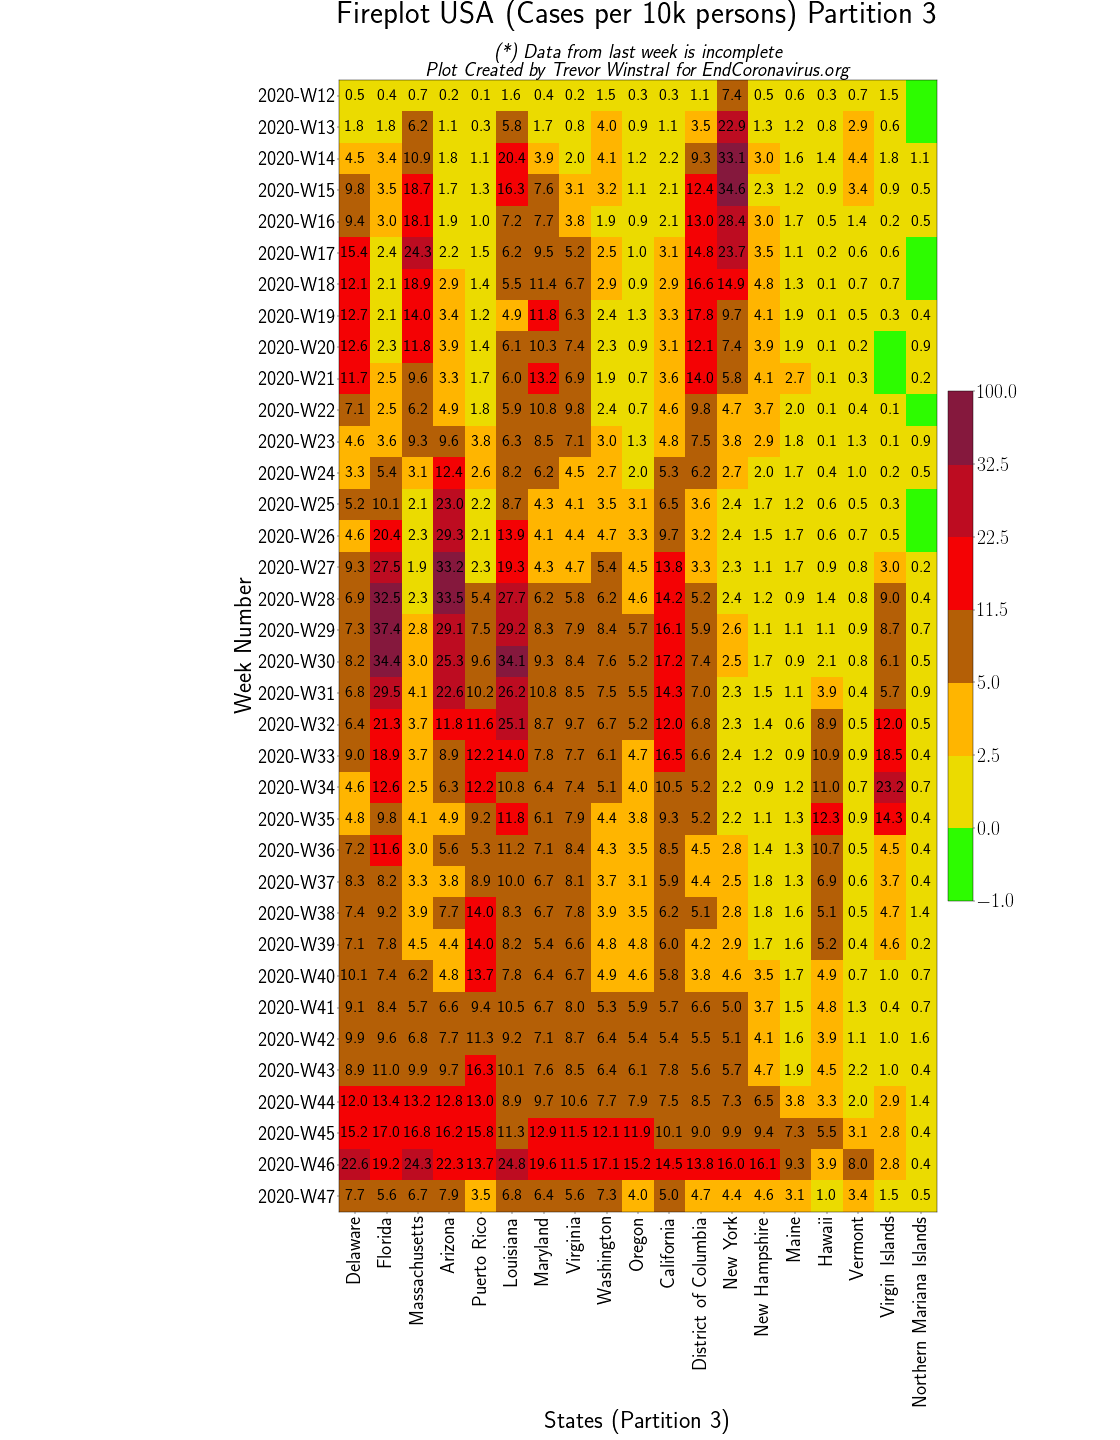 Fireplot USA (Cases per 10k persons) Partition 3
(*) Data from last week is incomplete
Plot Created by Trevor Winstral for EndCoronavirus.org
2020-W12 0.5 0.4 0.7 0.2 0.1 1.6 0.4 0.2 1.5 0.3 0.3 1.1 7.4 0.5 0.6 0.3 0.7 1.5
2020-W13 1.8 1.8 6.2 1.1 0.3 5.8 1.7 0.8 4.0 0.9 1.1 3.5 22.9 1.3 1.2 0.8 2.9 0.6
2020-W14 4.5 3.4 10.9 1.8 1.1 20.4 3.9 2.0 4.1 1.2 2.2 9.3 33.1 3.0 1.6 1.4 4.4 1.8 1.1
2020-W15 9.8 3.5 18.7 1.7 1.3 16.3 7.6 3.1 3.2 1.1 2.1 12.4 34.6 2.3 1.2 0.9 3.4 0.9 0.5
2020-W16 9.4 3.0 18.1 1.9 1.0 7.2 7.7 3.8 1.9 0.9 2.1 13.0 28.4 3.0 1.7 0.5 1.4 0.2 0.5
2020-W17 15.4 2.4 24.3 2.2 1.5 6.2 9.5 5.2 2.5 1.0 3.1 14.8 23.7 3.5 1.1 0.2 0.6 0.6
2020-W18 12.1 2.1 18.9 2.9 1.4 5.5 11.4 6.7 2.9 0.9 2.9 16.6 14.9 4.8 1.3 0.1 0.7 0.7
2020-W19 12.7 2.1 14.0 3.4 1.2 4.9 11.8 6.3 2.4 1.3 3.3 17.8 9.7 4.1 1.9 0.1 0.5 0.3 0.4
2020-W20 12.6 2.3 11.8 3.9 1.4 6.1 10.3 7.4 2.3 0.9 3.1 12.1 7.4 3.9 1.9 0.1 0.2 0.9
2020-W21 11.7 2.5 9.6 3.3 1.7 6.0 13.2 6.9 1.9 0.7 3.6 14.0 5.8 4.1 2.7 0.1 0.3 0.2
2020-W22 7.1 2.5 6.2 4.9 1.8 5.9 10.8 9.8 2.4 0.7 4.6 9.8 4.7 3.7 2.0 0.1 0.4 0.1
2020-W23 4.6 3.6 9.3 9.6 3.8 6.3 8.5 7.1 3.0 1.3 4.8 7.5 3.8 2.9 1.8 0.1 1.3 0.1 0.9
2020-W24 3.3 5.4 3.1 12.4 2.6 8.2 6.2 4.5 2.7 2.0 5.3 6.2 2.7 2.0 1.7 0.4 1.0 0.2 0.5
2020-W25 5.2 10.1 2.1 23.0 2.2 8.7 4.3 4.1 3.5 3.1 6.5 3.6 2.4 1.7 1.2 0.6 0.5 0.3
2020-W26 4.6 20.4 2.3 29.3 2.1 13.9 4.1 4.4 4.7 3.3 9.7 3.2 2.4 1.5 1.7 0.6 0.7 0.5
2020-W27 9.3 27.5 1.9 33.2 2.3 19.3 4.3 4.7 5.4 4.5 13.8 3.3 2.3 1.1 1.7 0.9 0.8 3.0 0.2
2020-W28 6.9 32.5 2.3 33.5 5.4 27.7 6.2 5.8 6.2 4.6 14.2 5.2 2.4 1.2 0.9 1.4 0.8 9.0 0.4
2020-W29 7.3 37.4 2.8 29.1 7.5 29.2 8.3 7.9 8.4 5.7 16.1 5.9 2.6 1.1 1.1 1.1 0.9 8.7 0.7
2020-W30 8.2 34.4 3.0 25.3 9.6 34.1 9.3 8.4 7.6 5.2 17.2 7.4 2.5 1.7 0.9 2.1 0.8 6.1 0.5
2020-W31 6.8 29.5 4.1 22.6 10.2 26.2 10.8 8.5 7.5 5.5 14.3 7.0 2.3 1.5 1.1 3.9 0.4 5.7 0.9
2020-W32 6.4 21.3 3.7 11.8 11.6 25.1 8.7 9.7 6.7 5.2 12.0 6.8 2.3 1.4 0.6 8.9 0.5 12.0 0.5
2020-W33 9.0 18.9 3.7 8.9 12.2 14.0 7.8 7.7 6.1 4.7 16.5 6.6 2.4 1.2 0.9 10.9 0.9 18.5 0.4
2020-W34 4.6 12.6 2.5 6.3 12.2 10.8 6.4 7.4 5.1 4.0 10.5 5.2 2.2 0.9 1.2 11.0 0.7 23.2 0.7
2020-W35 4.8 9.8 4.1 4.9 9.2 11.8 6.1 7.9 4.4 3.8 9.3 5.2 2.2 1.1 1.3 12.3 0.9 14.3 0.4
2020-W36 7.2 11.6 3.0 5.6 5.3 11.2 7.1 8.4 4.3 3.5 8.5 4.5 2.8 1.4 1.3 10.7 0.5 4.5 0.4
2020-W37 8.3 8.2 3.3 3.8 8.9 10.0 6.7 8.1 3.7 3.1 5.9 4.4 2.5 1.8 1.3 6.9 0.6 3.7 0.4
2020-W38 7.4 9.2 3.9 7.7 14.0 8.3 6.7 7.8 3.9 3.5 6.2 5.1 2.8 1.8 1.6 5.1 0.5 4.7 1.4
2020-W39 7.1 7.8 4.5 4.4 14.0 8.2 5.4 6.6 4.8 4.8 6.0 4.2 2.9 1.7 1.6 5.2 0.4 4.6 0.2
2020-W40 10.1 7.4 6.2 4.8 13.7 7.8 6.4 6.7 4.9 4.6 5.8 3.8 4.6 3.5 1.7 4.9 0.7 1.0 0.7
2020-W41 9.1 8.4 5.7 6.6 9.4 10.5 6.7 8.0 5.3 5.9 5.7 6.6 5.0 3.7 1.5 4.8 1.3 0.4 0.7
2020-W42 9.9 9.6 6.8 7.7 11.3 9.2 7.1 8.7 6.4 5.4 5.4 5.5 5.1 4.1 1.6 3.9 1.1 1.0 1.6
2020-W43 8.9 11.0 9.9 9.7 16.3 10.1 7.6 8.5 6.4 6.1 7.8 5.6 5.7 4.7 1.9 4.5 2.2 1.0 0.4
2020-W44 12.0 13.4 13.2 12.8 13.0 8.9 9.7 10.6 7.7 7.9 7.5 8.5 7.3 6.5 3.8 3.3 2.0 2.9 1.4
2020-W45 15.2 17.0 16.8 16.2 15.8 11.3 12.9 11.5 12.1 11.9 10.1 9.0 9.9 9.4 7.3 5.5 3.1 2.8 0.4
2020-W46 22.6 19.2 24.3 22.3 13.7 24.8 19.6 11.5 17.1 15.2 14.5 13.8 16.0 16.1 9.3 3.9 8.0 2.8 0.4
2020-W47 7.7 5.6 6.7 7.9 3.5 6.8 6.4 5.6 7.3 4.0 5.0 4.7 4.4 4.6 3.1 1.0 3.4 1.5 0.5
Week Number
Delaware
Florida
Massachusetts
Arizona
Puerto Rico
Louisiana
Maryland
Virginia
Washington
Oregon
California
District of Columbia
New York
New Hampshire
Maine
Hawaii
Vermont
Virgin Islands
Northern Mariana Islands
States (Partition 3)
100.0
32.5
22.5
11.5
5.0
2.5
0.0
−1.0